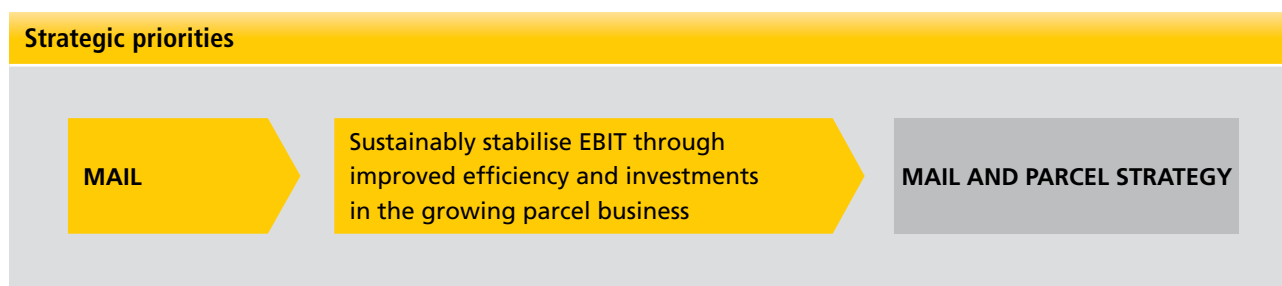 Strategic priorities
MAIL
Sustainably stabilise EBIT through
improved efficiency and investments
in the growing parcel business
MAIL AND PARCEL STRATEGY